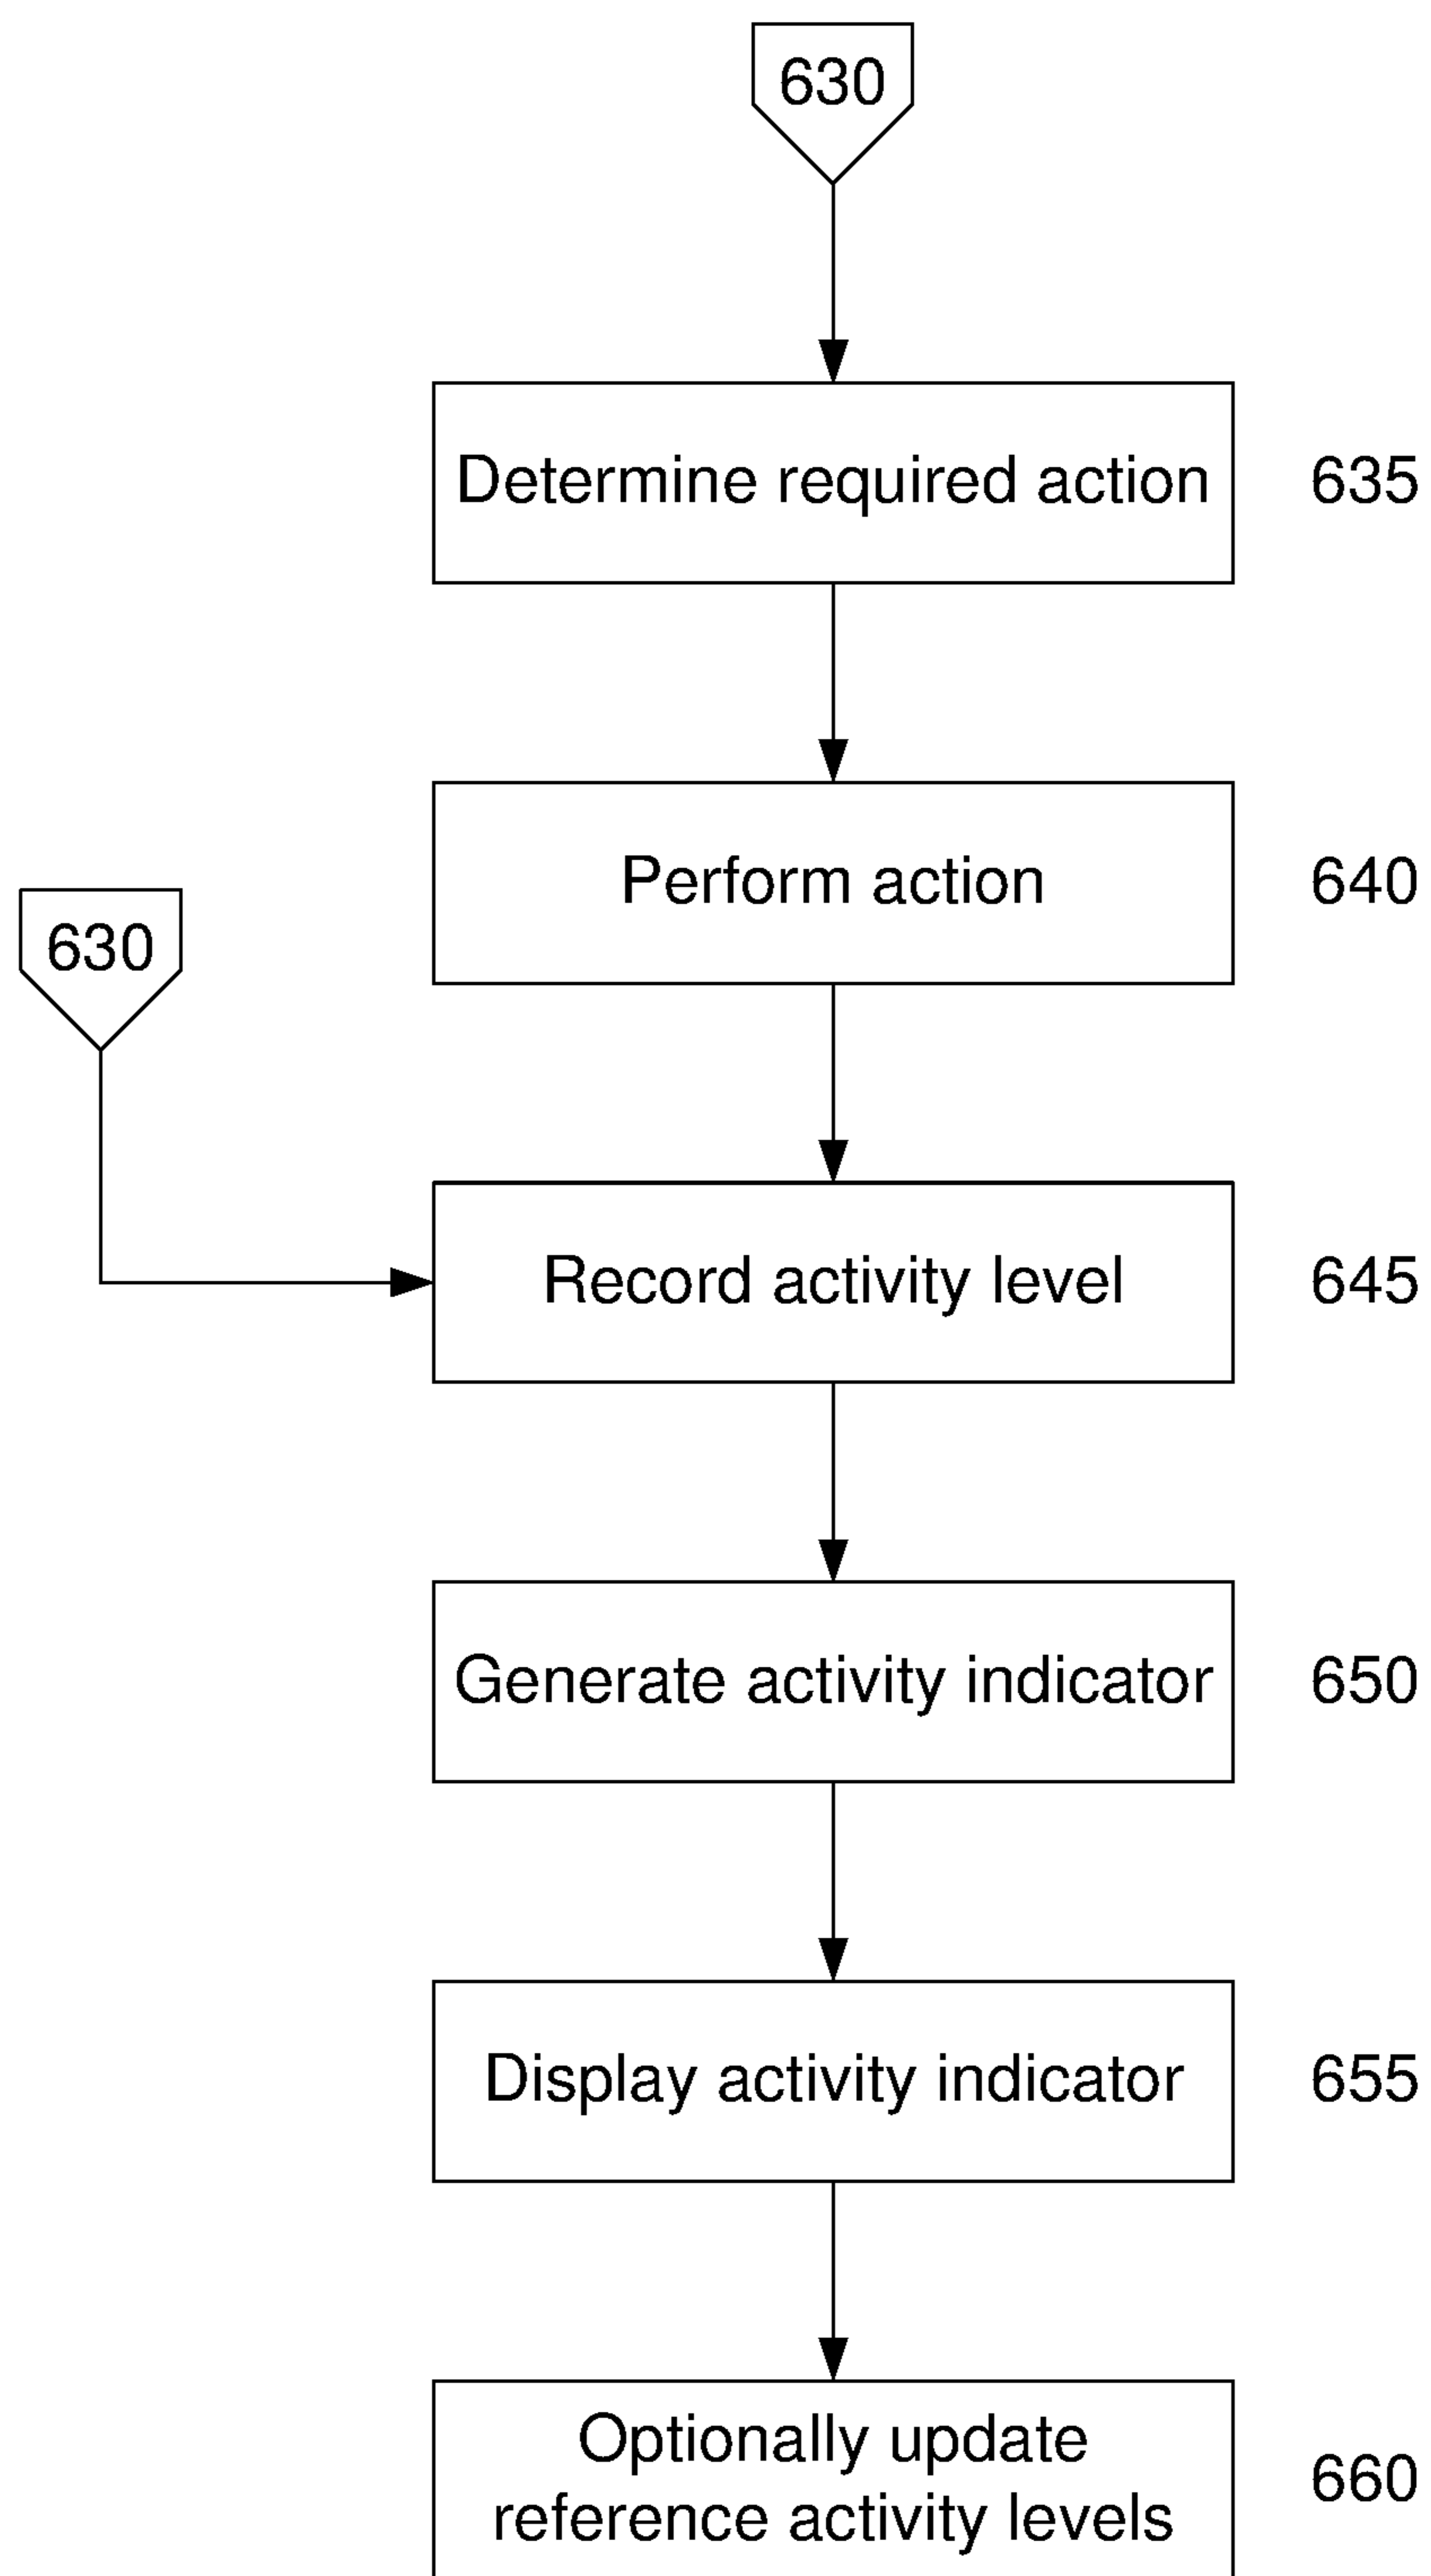 630
Determine required action
635
Perform action
640
630
Record activity level
645
Generate activity indicator
650
Display activity indicator
655
Optionally update
reference activity levels
660